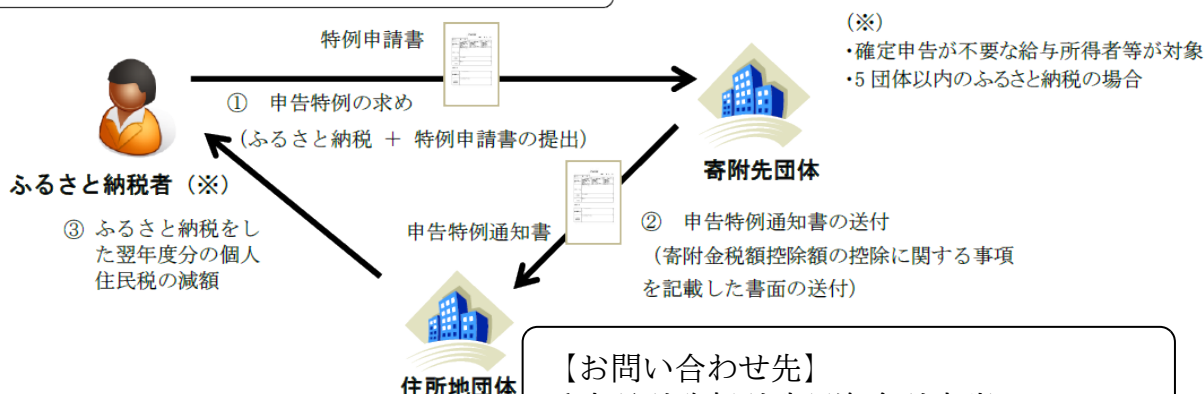 特例申請書
① 申告特例の求め
(ふるさと納税 + 特例申請書の提出)
ふるさと納税者(※)
寄附先団体
(※)
・確定申告が不要な給与所得者等が対象
・5 団体以内のふるさと納税の場合
申告特例通知書
② 申告特例通知書の送付
(寄附金税額控除額の控除に関する事項
を記載した書面の送付)
③ ふるさと納税をし
た翌年度分の個人
住民税の減額
住所地団体
【お問い合わせ先】